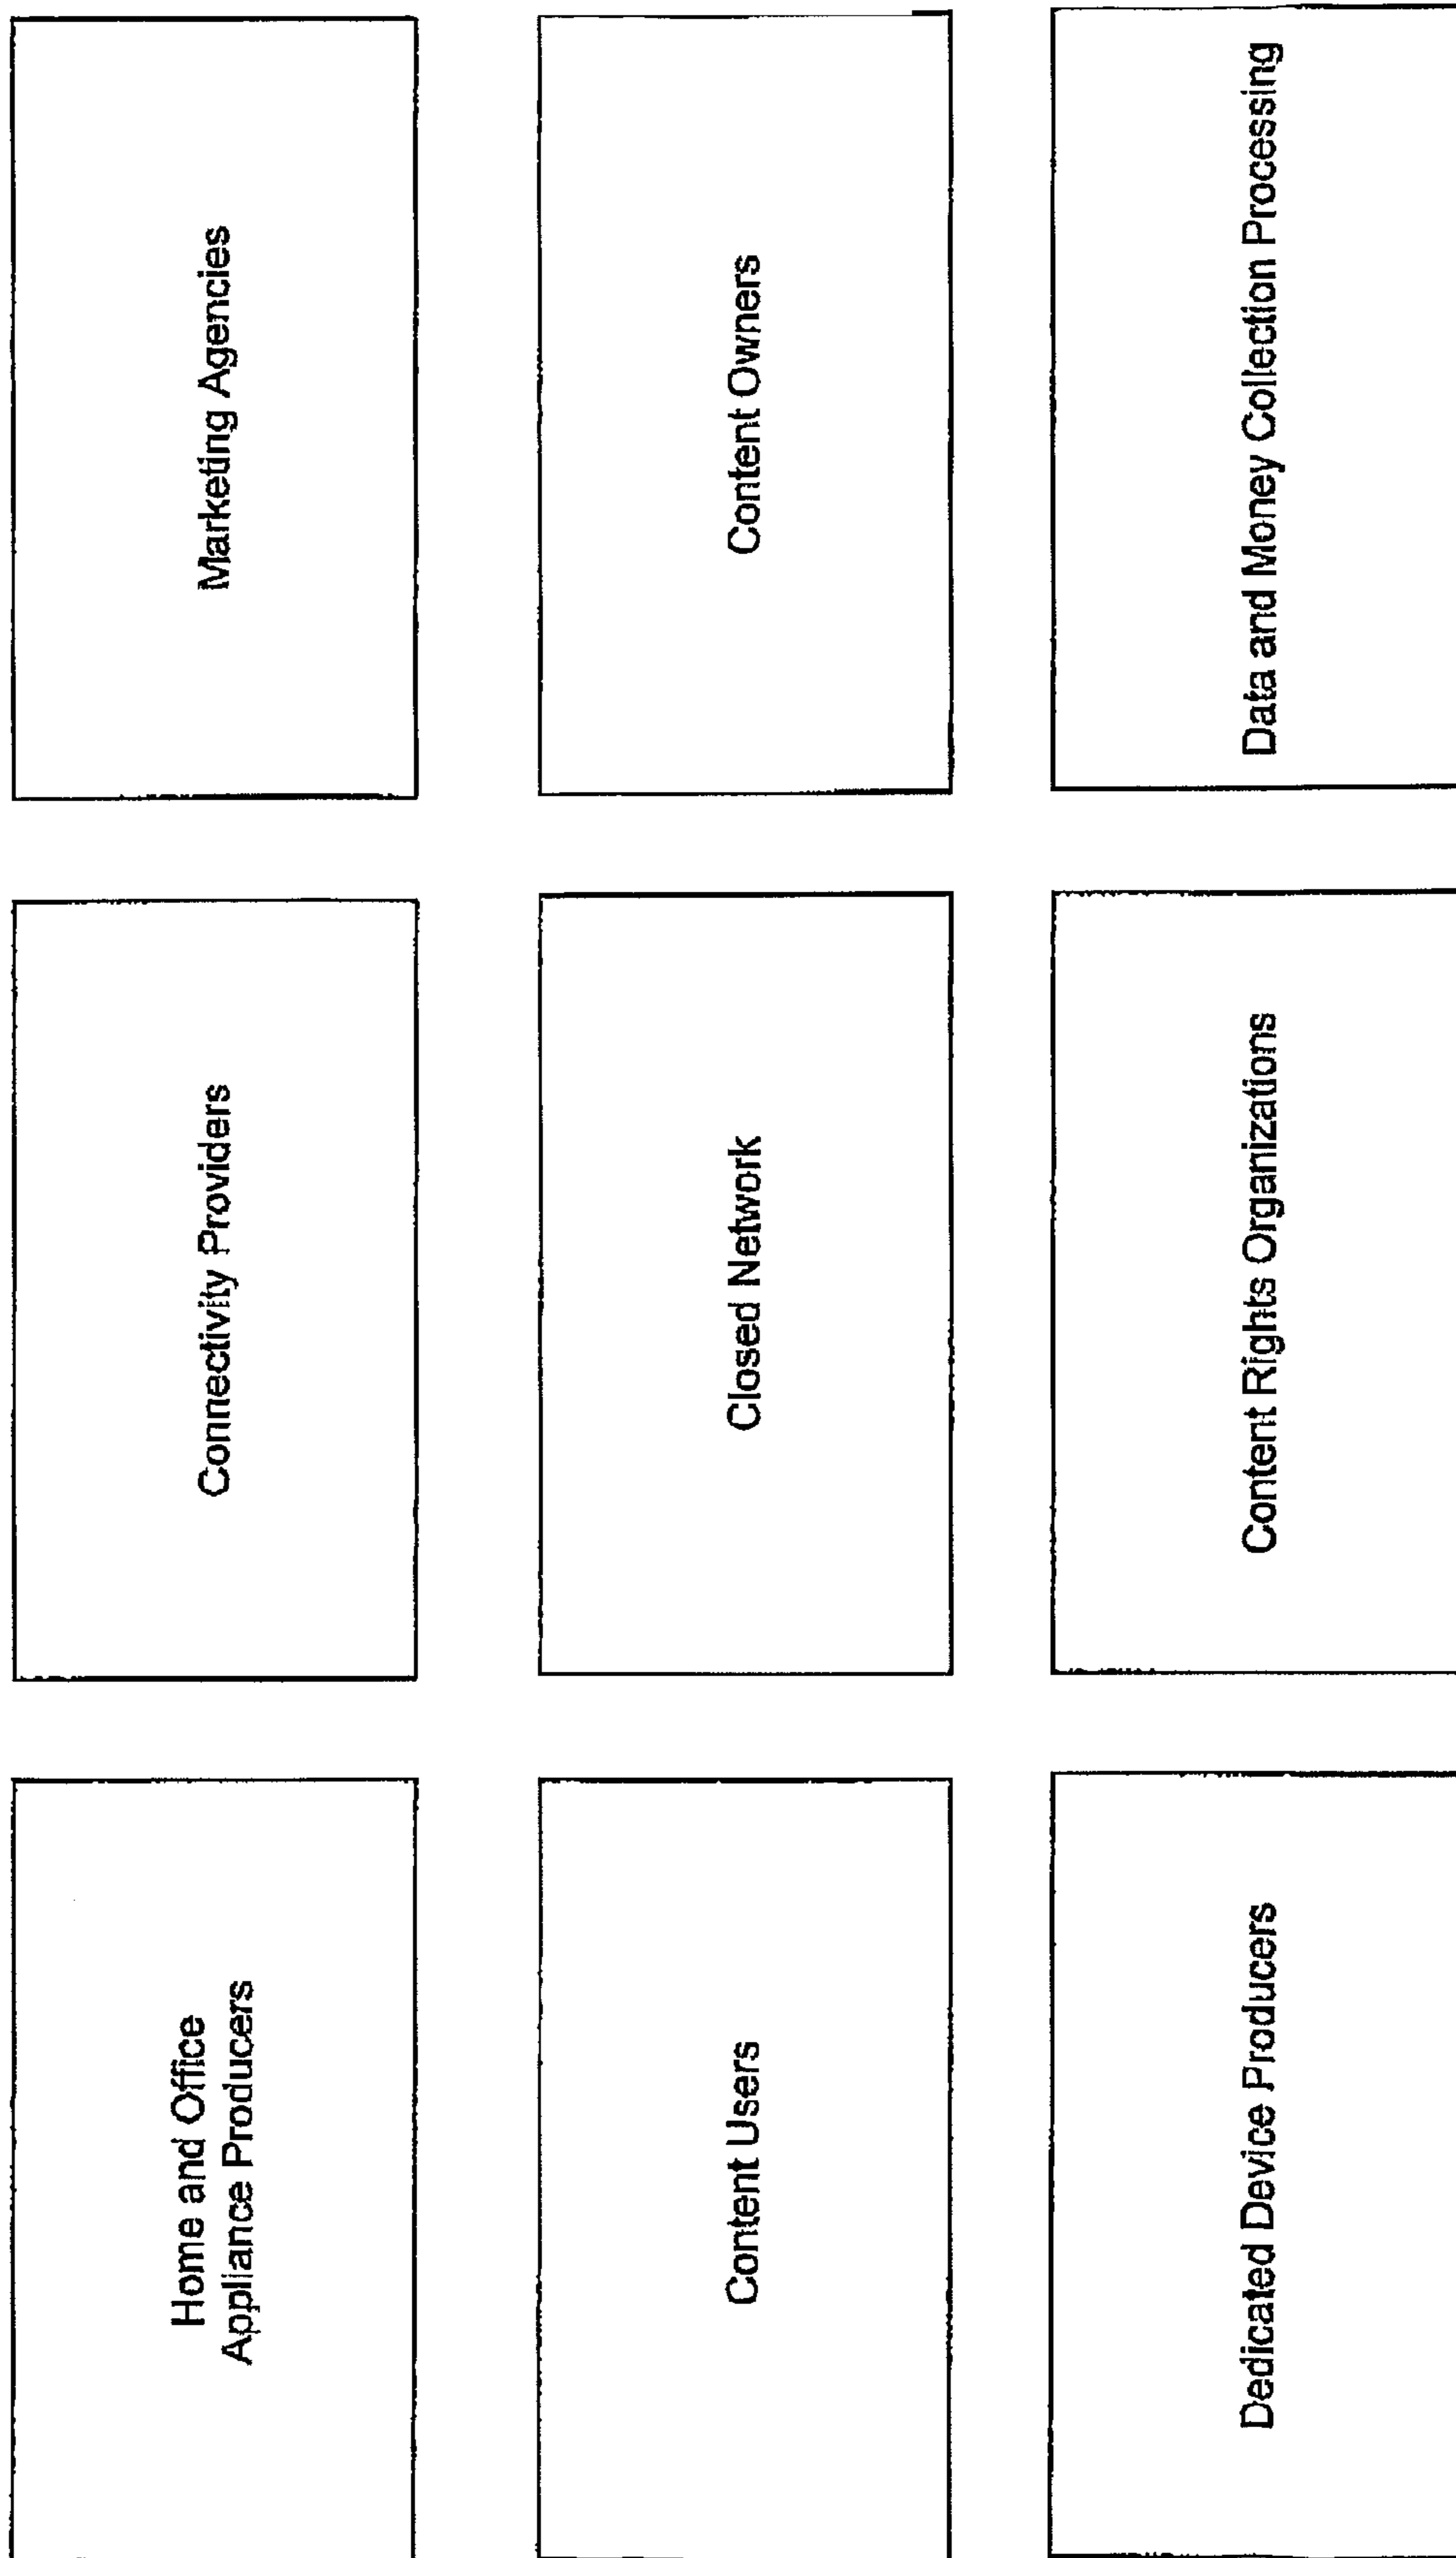 Home and Office
Appliance Producers
Connectivity Providers
Marketing Agencies
Content Users
Closed Network
Content Owners
Dedicated Device Producers
Content Rights Organizations
Data and Money Collection Processing